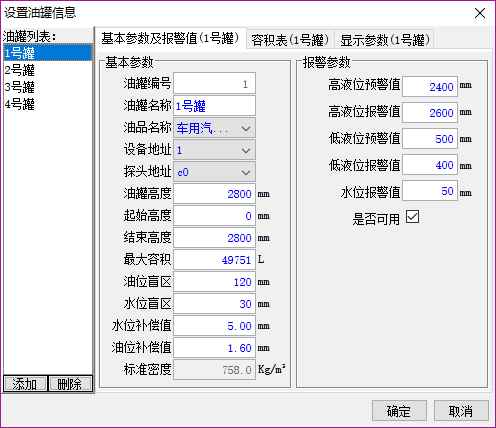 设置油罐信息
油罐列表:
1号罐
2号罐
3号罐
4号罐
添加 删除
基本参数及报警值(1号罐) 容积表(1号罐) 显示参数(1号罐)
基本参数
油罐编号 1
油罐名称 1号罐
油品名称 车用汽...
设备地址 1
探头地址 c0
油罐高度 2800 mm
起始高度 0 mm
结束高度 2800 mm
最大容积 49751 L
油位盲区 120 mm
水位盲区 30 mm
水位补偿值 5.00 mm
油位补偿值 1.60 mm
标准密度 758.0 Kg/m³
报警参数
高液位预警值 2400 mm
高液位报警值 2600 mm
低液位预警值 500 mm
低液位报警值 400 mm
水位报警值 50 mm
是否可用
确定 取消